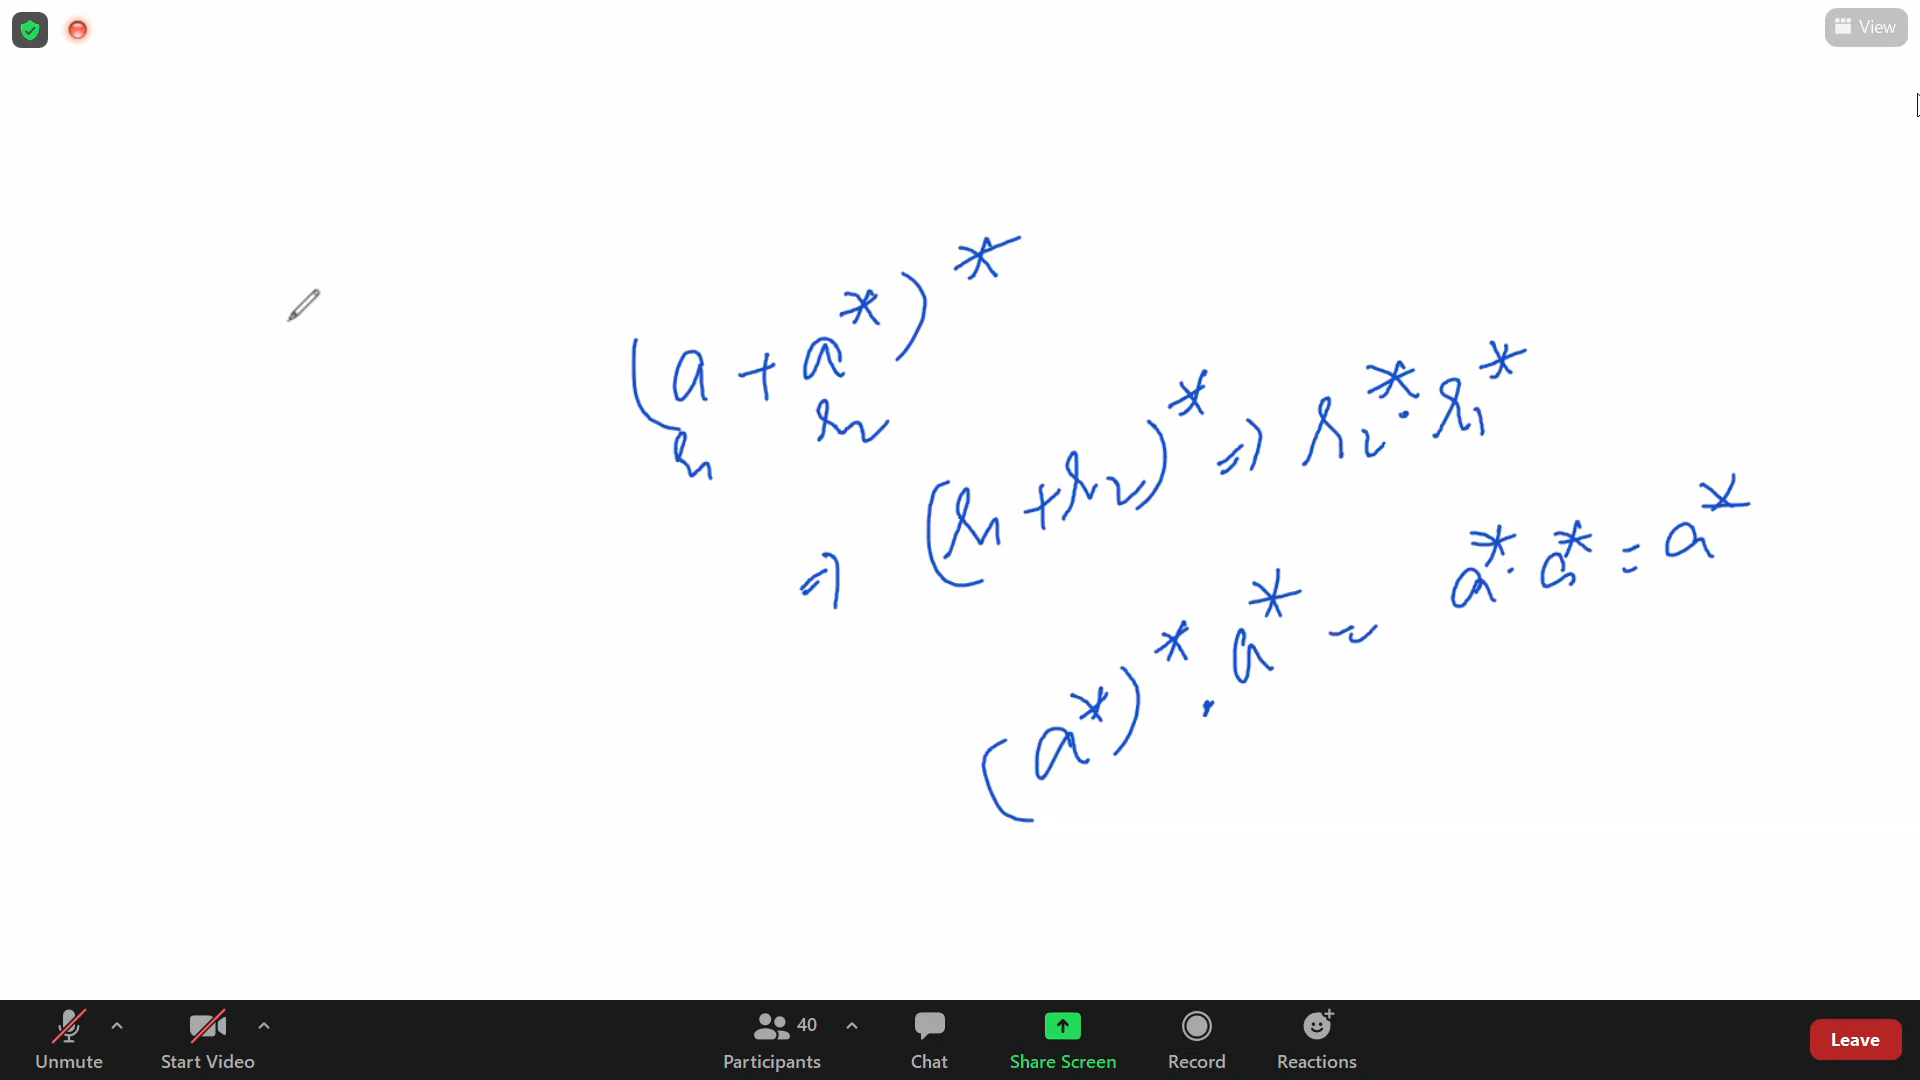 View
(a + a*)*
r1 r2
⇒ (r1 + r2)* ⇒ r2* . r1*
(a*)* . a* ~ a* . a* = a*
Unmute Start Video 40 Participants Chat Share Screen Record Reactions Leave